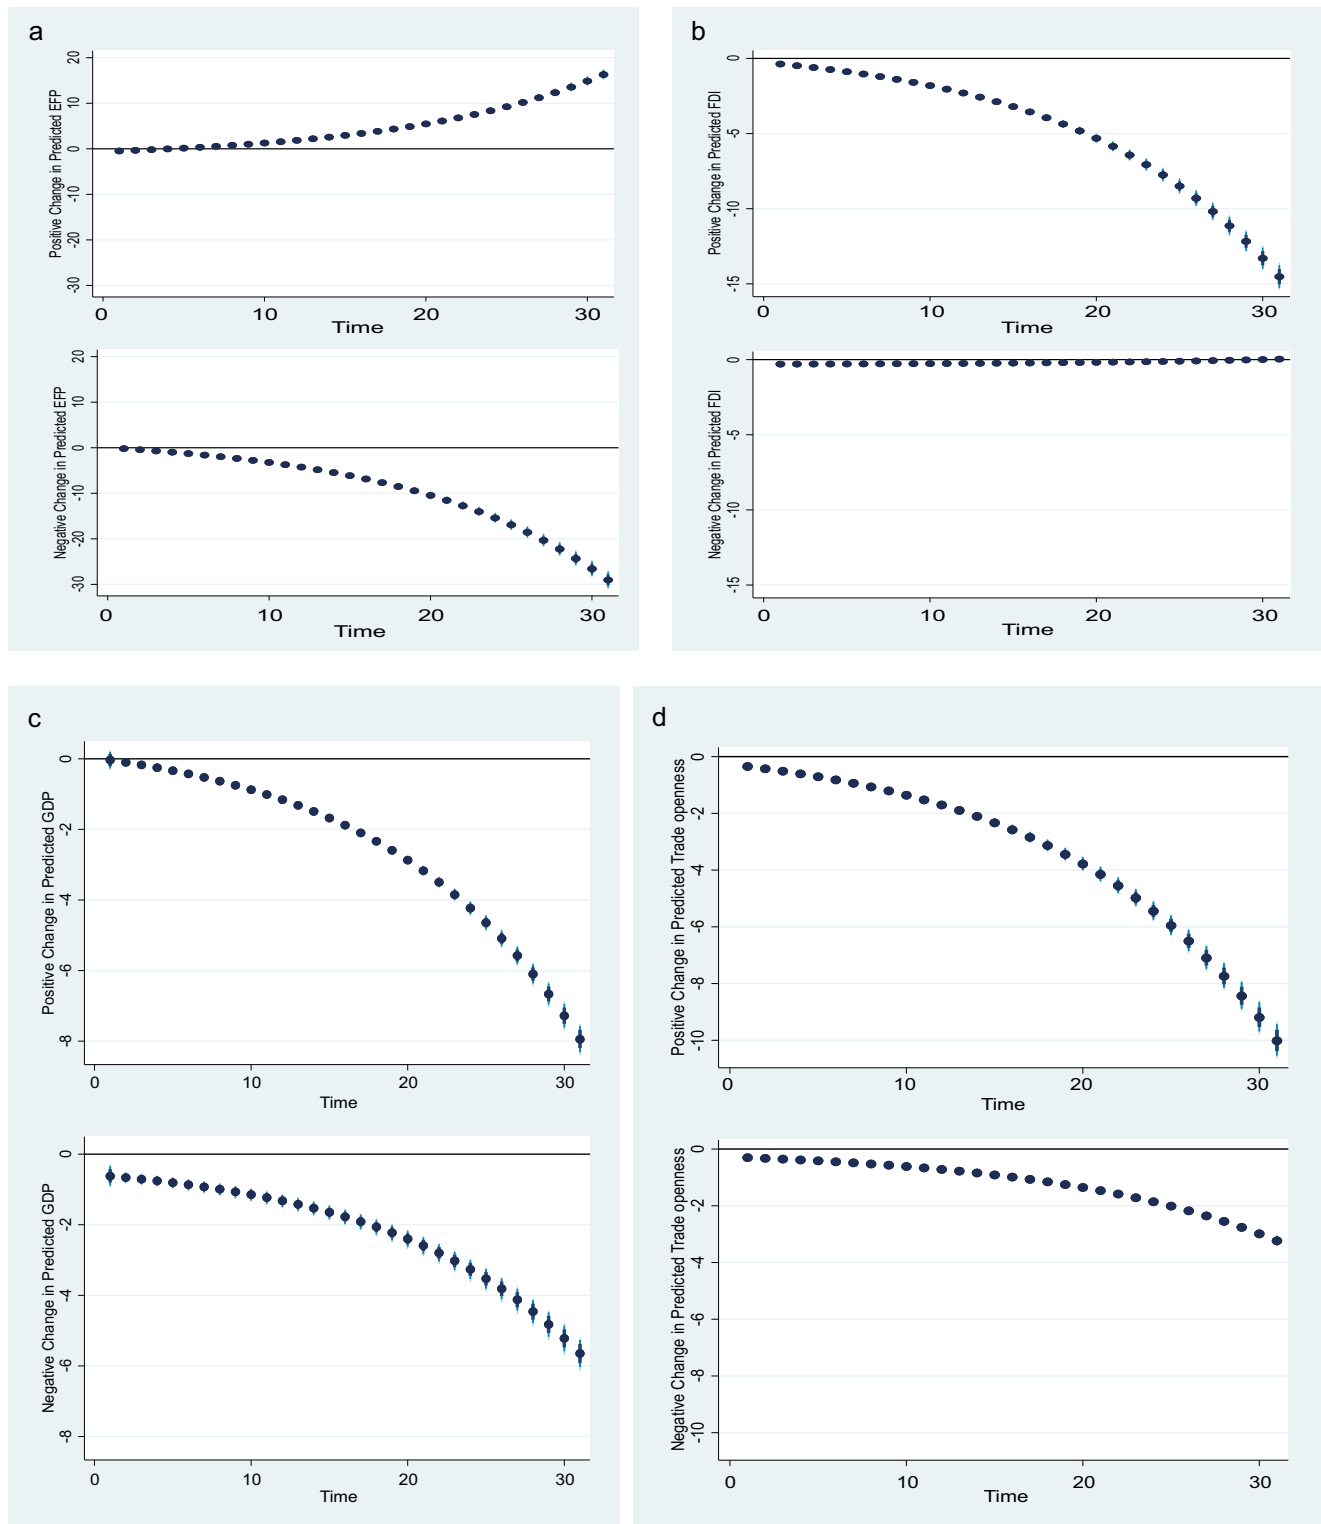 a
Positive Change in Predicted EFP
20
10
0
-10
-20
-30
0 10 20 30
Time
Negative Change in Predicted EFP
20
10
0
-10
-20
-30
0 10 20 30
Time
b
Positive Change in Predicted FDI
0
-5
-10
-15
0 10 20 30
Time
Negative Change in Predicted FDI
0
-5
-10
-15
0 10 20 30
Time
c
Positive Change in Predicted GDP
0
-2
-4
-6
-8
0 10 20 30
Time
Negative Change in Predicted GDP
0
-2
-4
-6
-8
0 10 20 30
Time
d
Positive Change in Predicted Trade openness
0
-2
-4
-6
-8
-10
0 10 20 30
Time
Negative Change in Predicted Trade openness
0
-2
-4
-6
-8
-10
0 10 20 30
Time